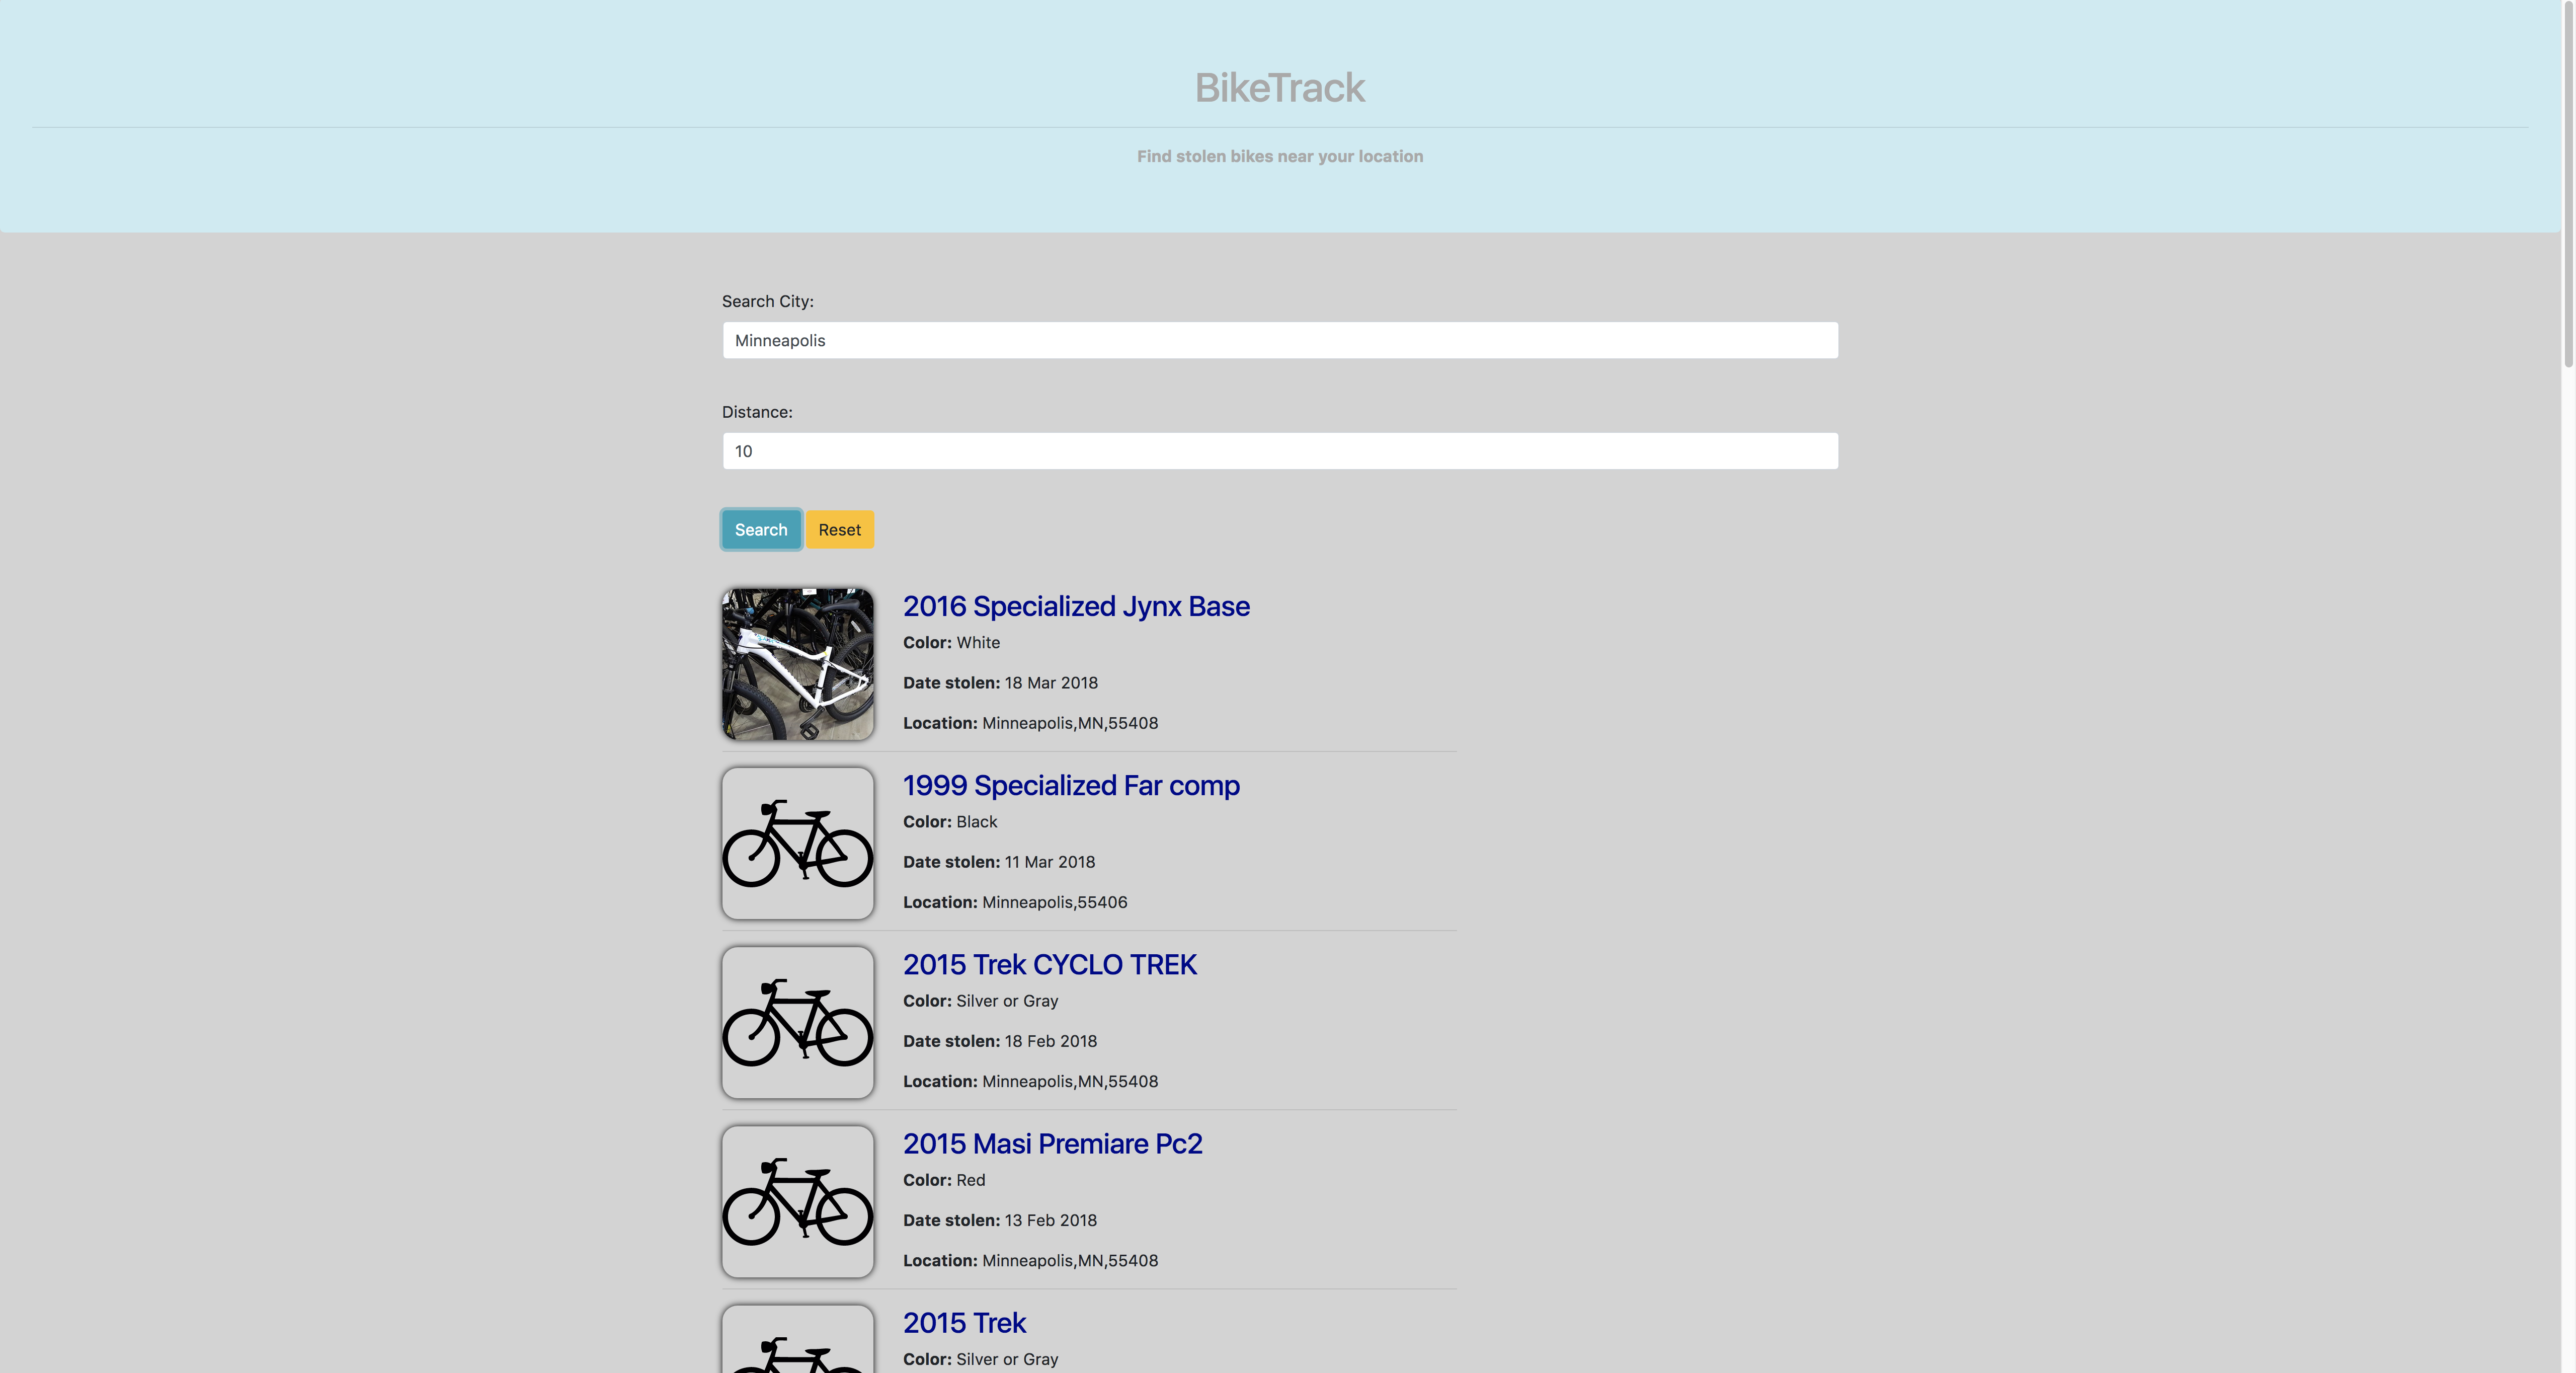 BikeTrack
Find stolen bikes near your location
Search City:
Minneapolis
Distance:
10
Search Reset
2016 Specialized Jynx Base
Color: White
Date stolen: 18 Mar 2018
Location: Minneapolis,MN,55408
1999 Specialized Far comp
Color: Black
Date stolen: 11 Mar 2018
Location: Minneapolis,55406
2015 Trek CYCLO TREK
Color: Silver or Gray
Date stolen: 18 Feb 2018
Location: Minneapolis,MN,55408
2015 Masi Premiare Pc2
Color: Red
Date stolen: 13 Feb 2018
Location: Minneapolis,MN,55408
2015 Trek
Color: Silver or Gray